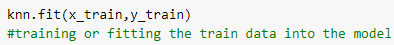 knn.fit(x_train,y_train)
#training or fitting the train data into the model